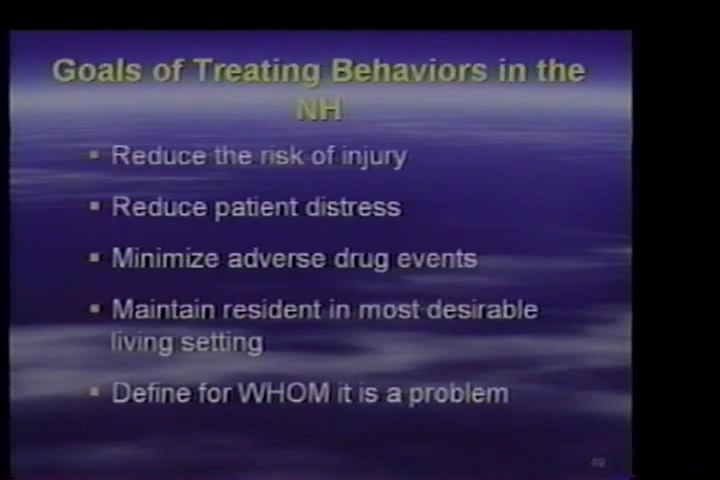 Goals of Treating Behaviors in the
NH
▪ Reduce the risk of injury
▪ Reduce patient distress
▪ Minimize adverse drug events
▪ Maintain resident in most desirable
living setting
▪ Define for WHOM it is a problem